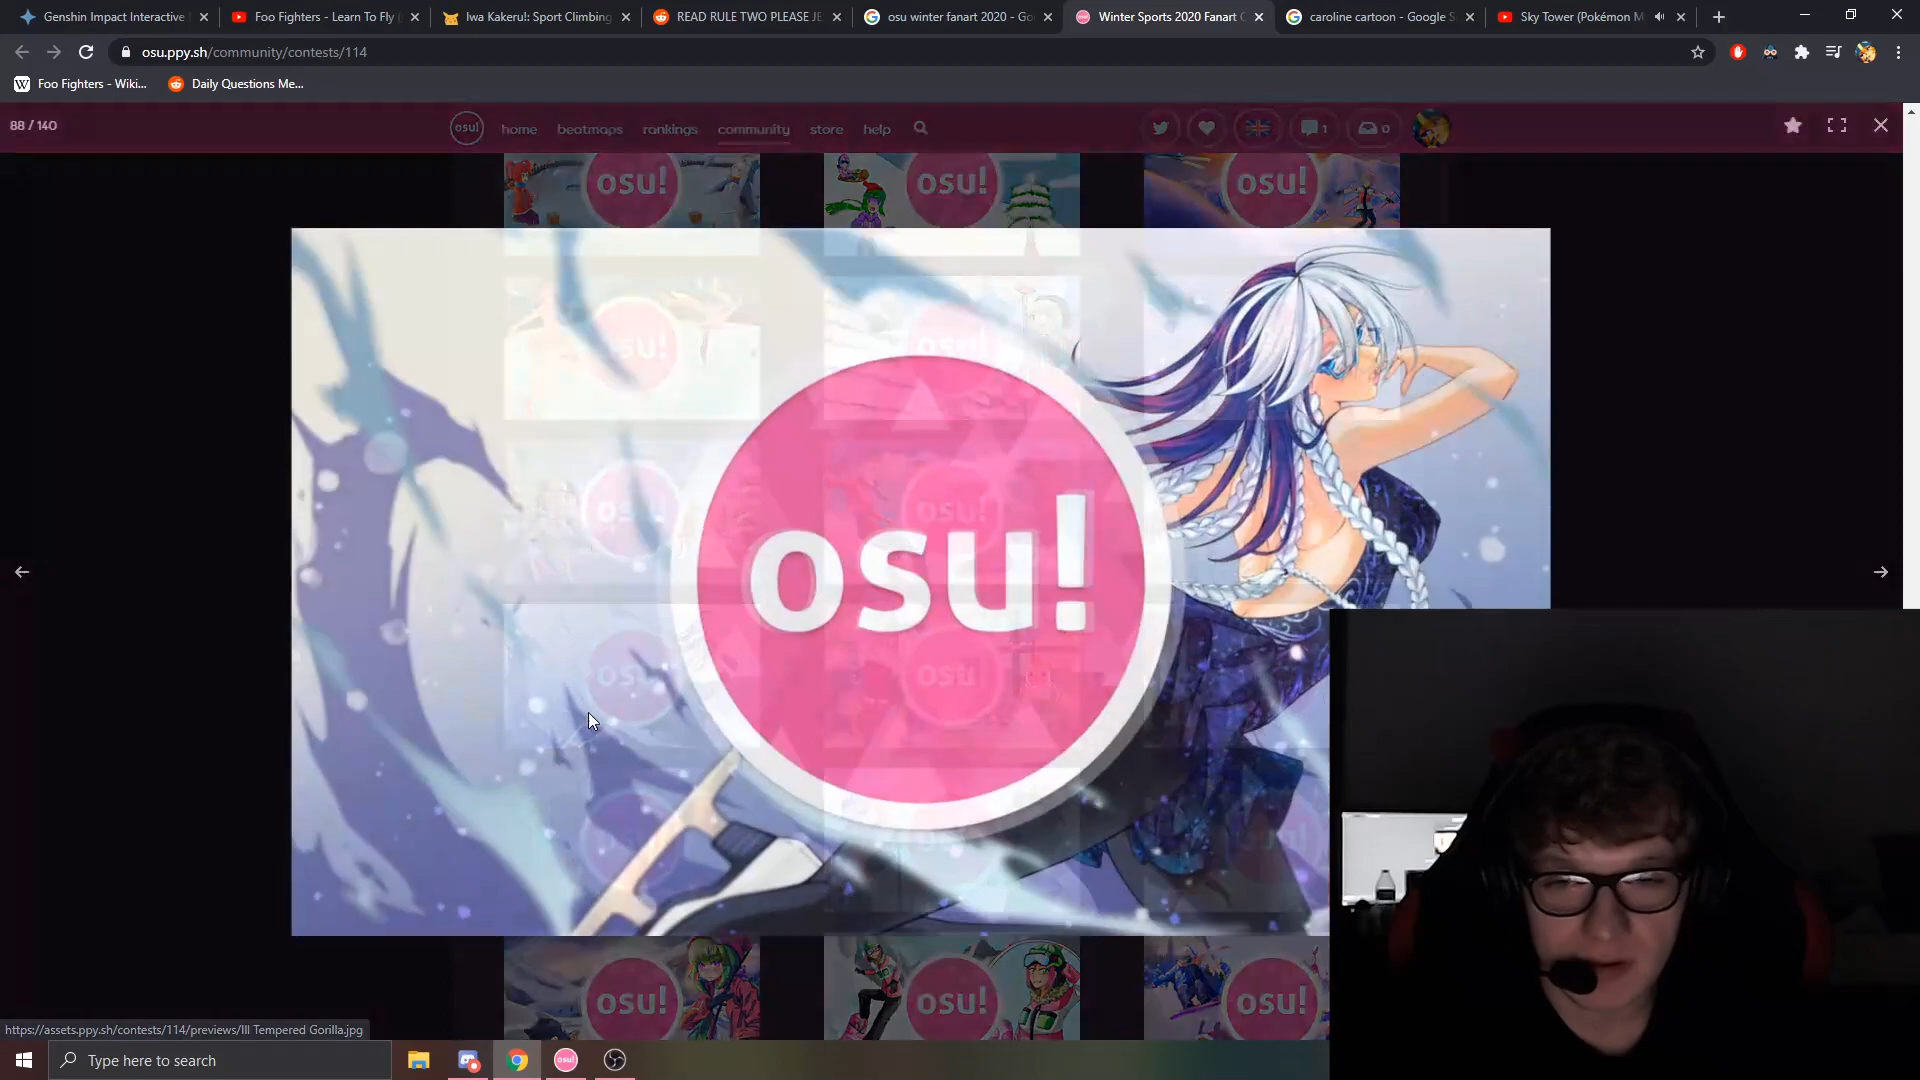 Genshin Impact Interactive
Foo Fighters - Learn To Fly (
Iwa Kakeru!: Sport Climbing
READ RULE TWO PLEASE JE
osu winter fanart 2020 - Go
Winter Sports 2020 Fanart C
caroline cartoon - Google S
Sky Tower (Pokémon M
osu.ppy.sh/community/contests/114
W Foo Fighters - Wiki...
Daily Questions Me...
88 / 140
osu!
home
beatmaps
rankings
community
store
help
1
0
osu!
osu!
osu!
osu!
osu!
osu!
osu!
https://assets.ppy.sh/contests/114/previews/Ill Tempered Gorilla.jpg
Type here to search
osu!